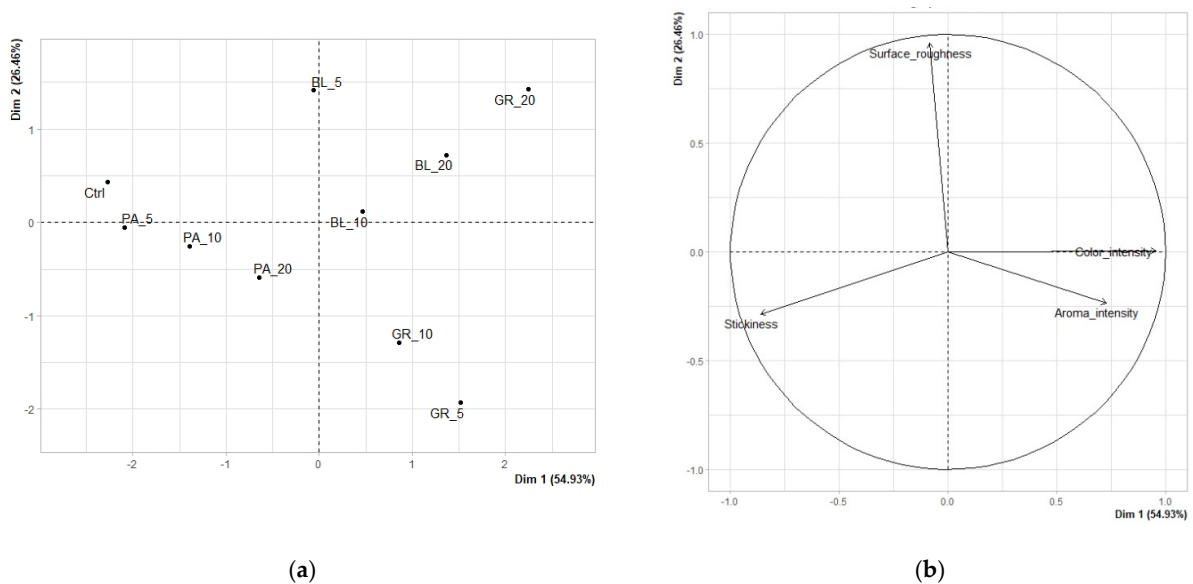 Dim 2 (26.46%)
1
0
-1
-2
-2
-1
0
1
2
Dim 1 (54.93%)
BL_5
GR_20
BL_20
Ctrl
PA_5
BL_10
PA_10
PA_20
GR_10
GR_5
(a)
Dim 2 (26.46%)
1.0
0.5
0.0
-0.5
-1.0
-1.0
-0.5
0.0
0.5
1.0
Dim 1 (54.93%)
Surface_roughness
Color_intensity
Aroma_intensity
Stickiness
(b)